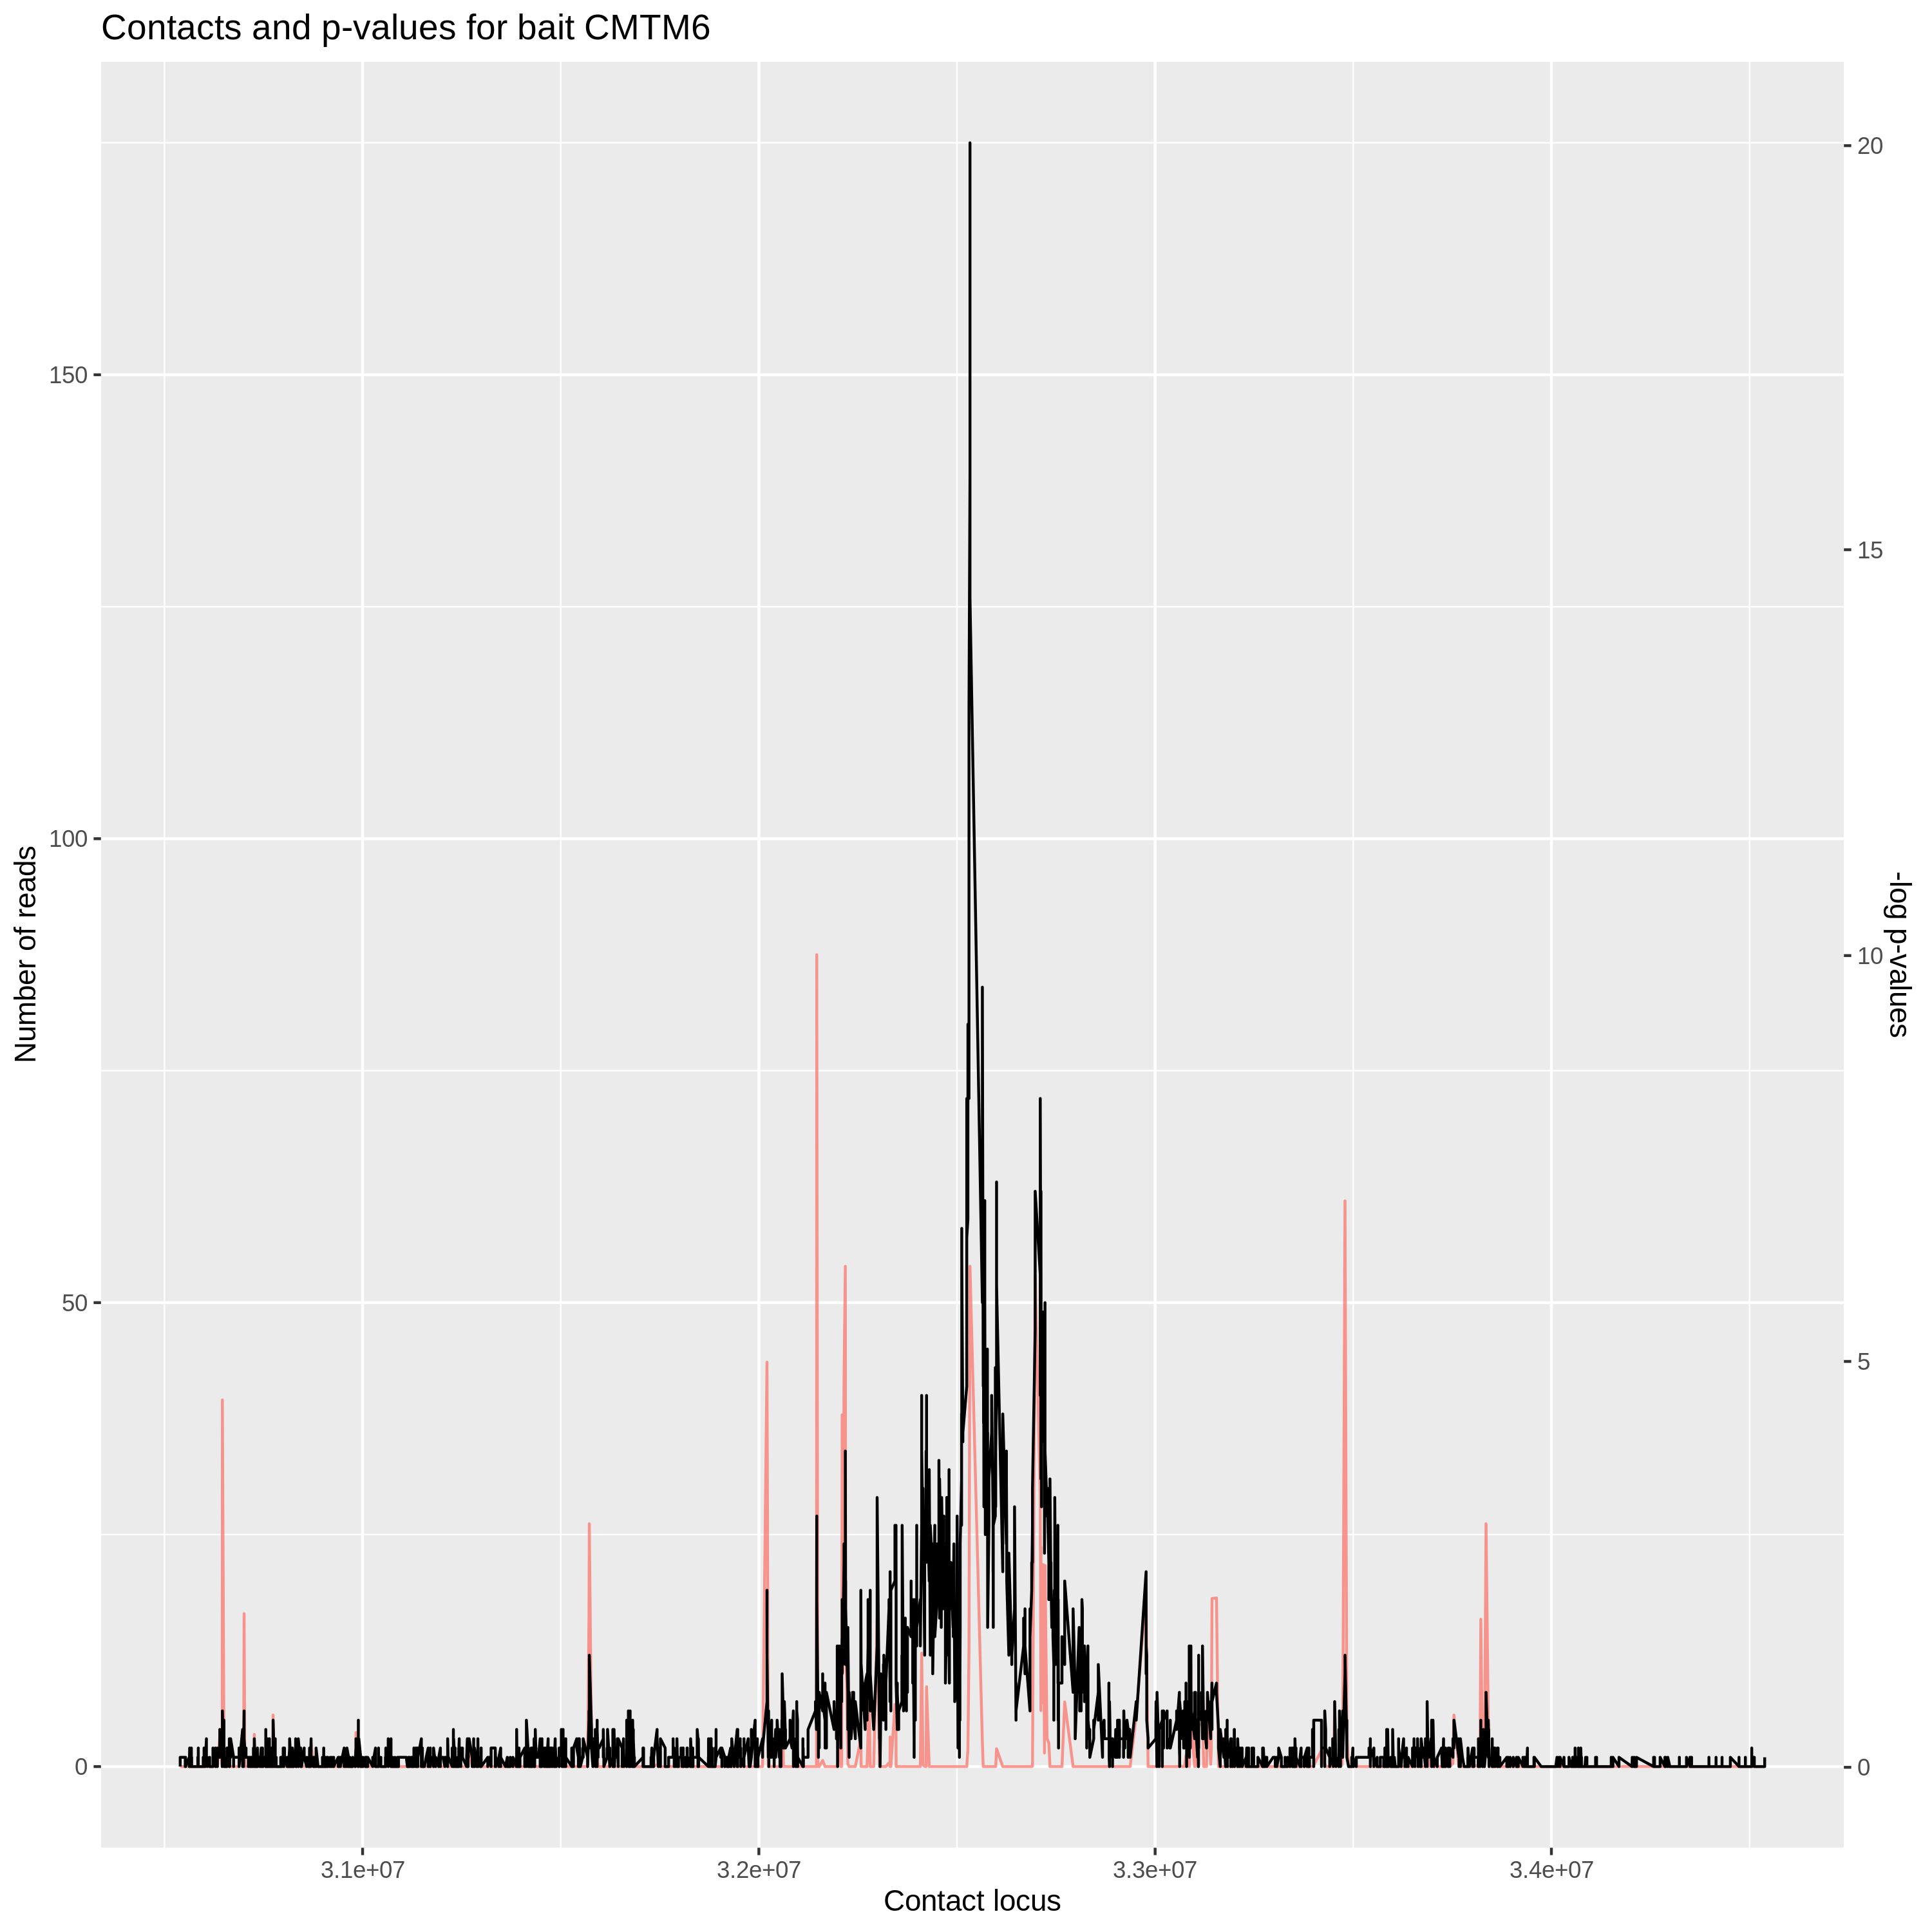 Contacts and p-values for bait CMTM6
Number of reads
150
100
50
0
20
15
10
5
0
-log p-values
3.1e+07
3.2e+07
3.3e+07
3.4e+07
Contact locus